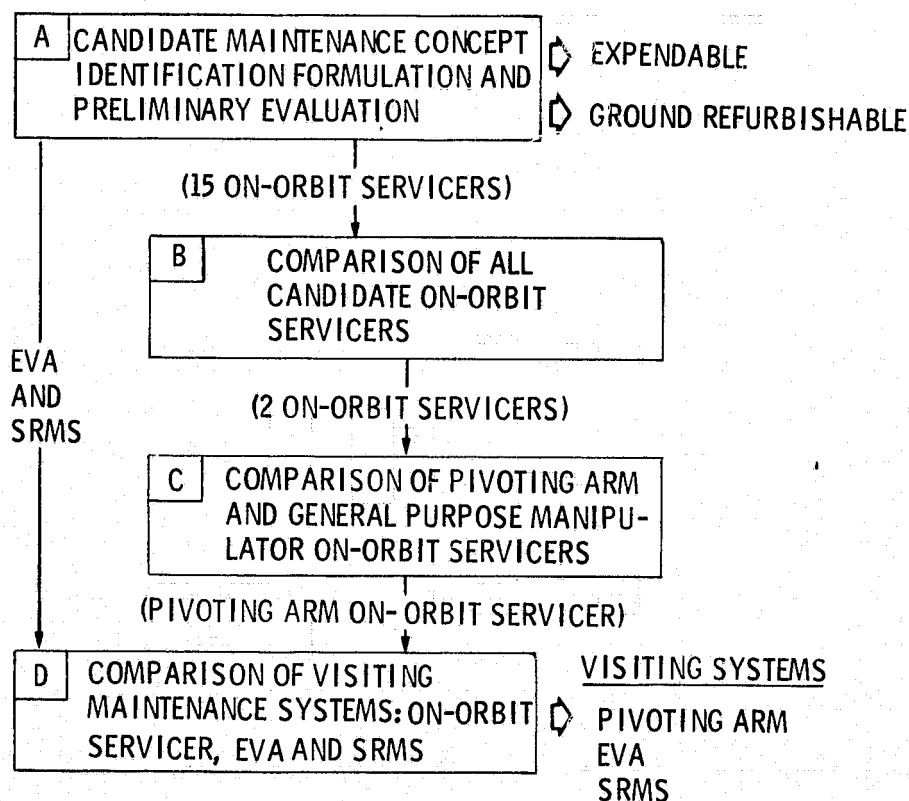 A
CANDIDATE MAINTENANCE CONCEPT
IDENTIFICATION FORMULATION AND
PRELIMINARY EVALUATION
EXPENDABLE
GROUND REFURBISHABLE
(15 ON-ORBIT SERVICERS)
B
COMPARISON OF ALL
CANDIDATE ON-ORBIT
SERVICERS
EVA
AND
SRMS
(2 ON-ORBIT SERVICERS)
C
COMPARISON OF PIVOTING ARM
AND GENERAL PURPOSE MANIPU-
LATOR ON-ORBIT SERVICERS
(PIVOTING ARM ON-ORBIT SERVICER)
D
COMPARISON OF VISITING
MAINTENANCE SYSTEMS: ON-ORBIT
SERVICER, EVA AND SRMS
VISITING SYSTEMS
PIVOTING ARM
EVA
SRMS